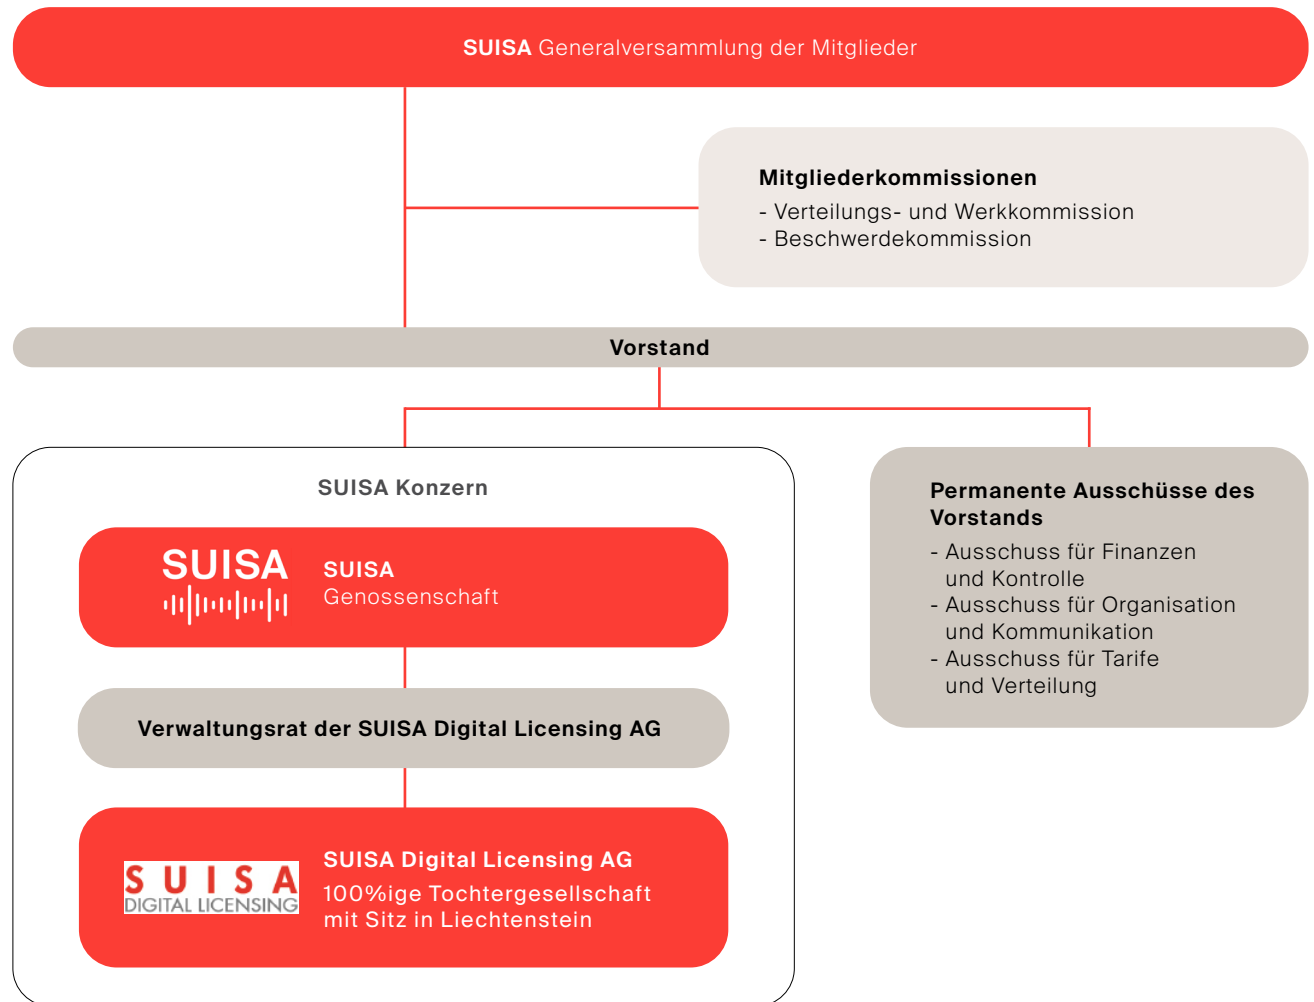 SUISA Generalversammlung der Mitglieder
Mitgliederkommissionen
- Verteilungs- und Werkkommission
- Beschwerdekommission
Vorstand
SUISA Konzern
SUISA
SUISA
Genossenschaft
Verwaltungsrat der SUISA Digital Licensing AG
SUISA
DIGITAL LICENSING
SUISA Digital Licensing AG
100%ige Tochtergesellschaft
mit Sitz in Liechtenstein
Permanente Ausschüsse des
Vorstands
- Ausschuss für Finanzen
und Kontrolle
- Ausschuss für Organisation
und Kommunikation
- Ausschuss für Tarife
und Verteilung